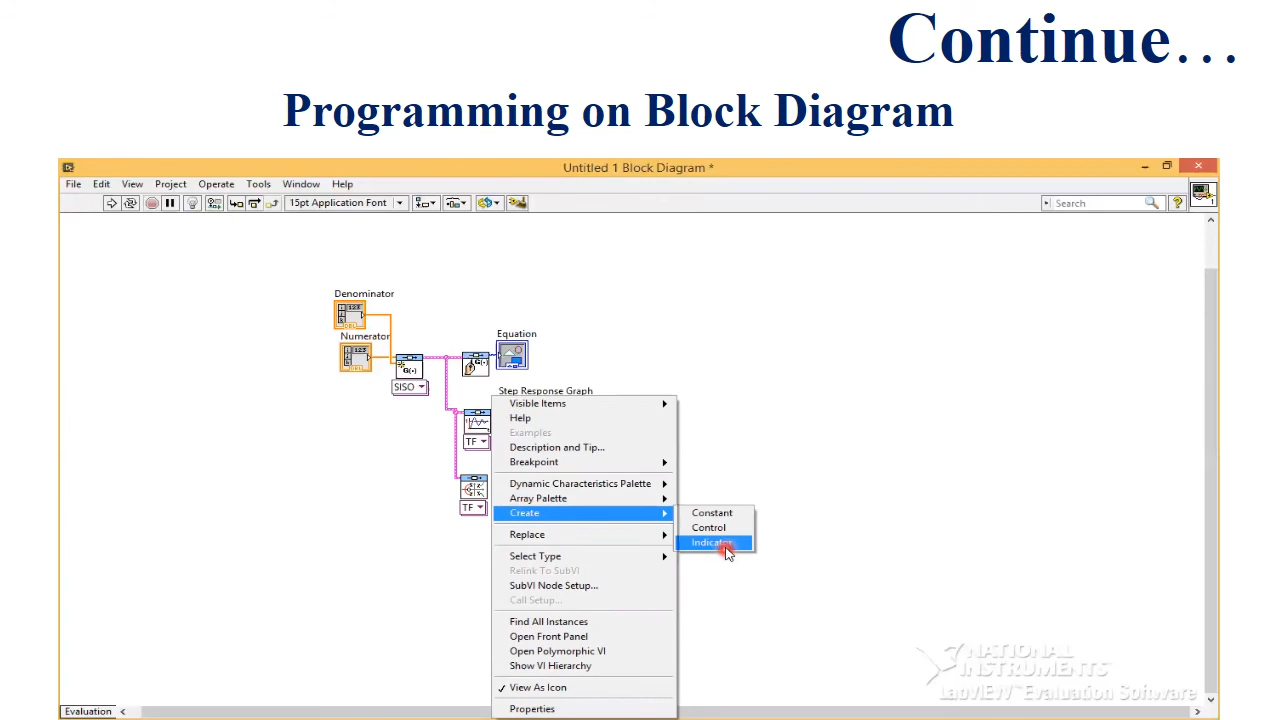 Continue…
Programming on Block Diagram
Untitled 1 Block Diagram *
File Edit View Project Operate Tools Window Help
15pt Application Font
Search
?
1
Denominator
DBL
Numerator
DBL
Equation
G(·)
G(·)
SISO
Step Response Graph
TF
TF
Visible Items
Help
Examples
Description and Tip...
Breakpoint
Dynamic Characteristics Palette
Array Palette
Create
Constant
Control
Indicator
Replace
Select Type
Relink To SubVI
SubVI Node Setup...
Call Setup...
Find All Instances
Open Front Panel
Open Polymorphic VI
Show VI Hierarchy
✓ View As Icon
Properties
NATIONAL
INSTRUMENTS
LabVIEW™ Evaluation Software
Evaluation